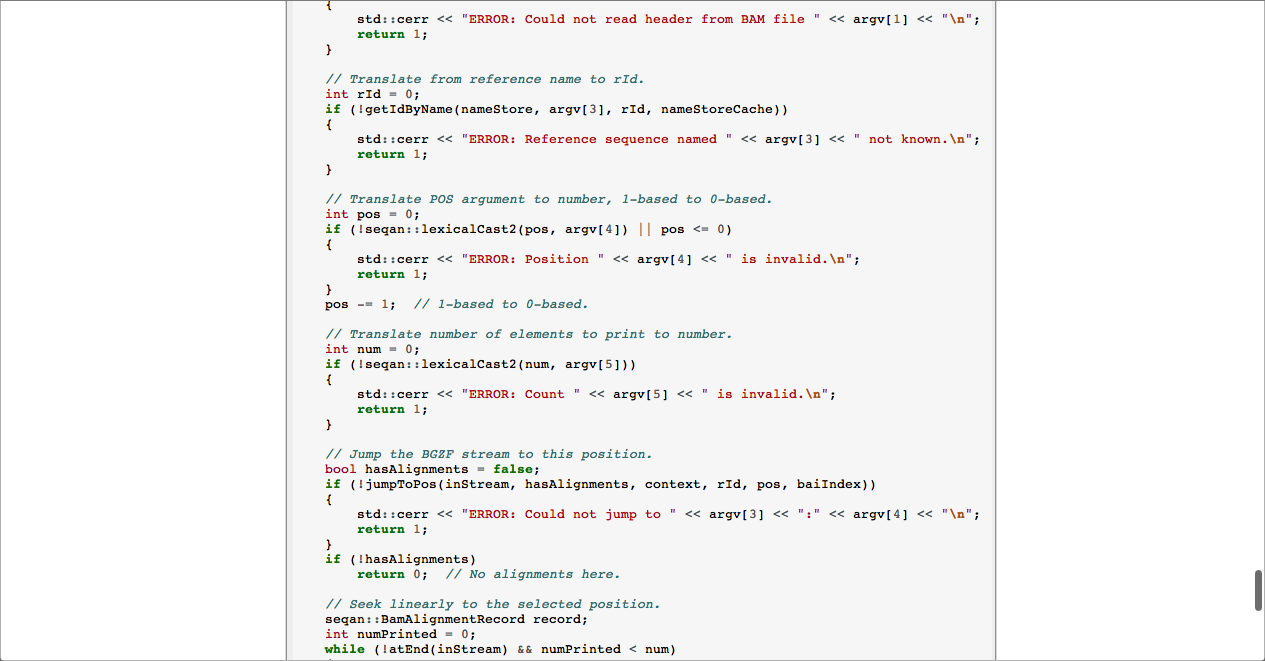 {
    std::cerr << "ERROR: Could not read header from BAM file " << argv[1] << "\n";
    return 1;
}

// Translate from reference name to rId.
int rId = 0;
if (!getIdByName(nameStore, argv[3], rId, nameStoreCache))
{
    std::cerr << "ERROR: Reference sequence named " << argv[3] << " not known.\n";
    return 1;
}

// Translate POS argument to number, 1-based to 0-based.
int pos = 0;
if (!seqan::lexicalCast2(pos, argv[4]) || pos <= 0)
{
    std::cerr << "ERROR: Position " << argv[4] << " is invalid.\n";
    return 1;
}
pos -= 1;  // 1-based to 0-based.

// Translate number of elements to print to number.
int num = 0;
if (!seqan::lexicalCast2(num, argv[5]))
{
    std::cerr << "ERROR: Count " << argv[5] << " is invalid.\n";
    return 1;
}

// Jump the BGZF stream to this position.
bool hasAlignments = false;
if (!jumpToPos(inStream, hasAlignments, context, rId, pos, baiIndex))
{
    std::cerr << "ERROR: Could not jump to " << argv[3] << ":" << argv[4] << "\n";
    return 1;
}
if (!hasAlignments)
    return 0;  // No alignments here.

// Seek linearly to the selected position.
seqan::BamAlignmentRecord record;
int numPrinted = 0;
while (!atEnd(inStream) && numPrinted < num)